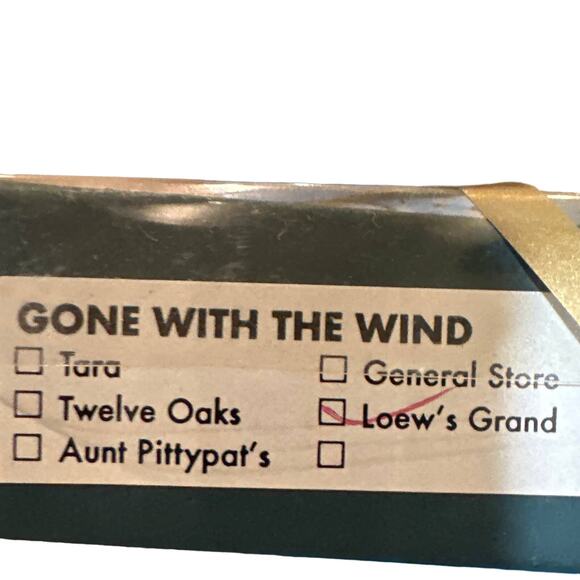 GONE WITH THE WIND
Tara
General Store
Twelve Oaks
Loew's Grand
Aunt Pittypat's